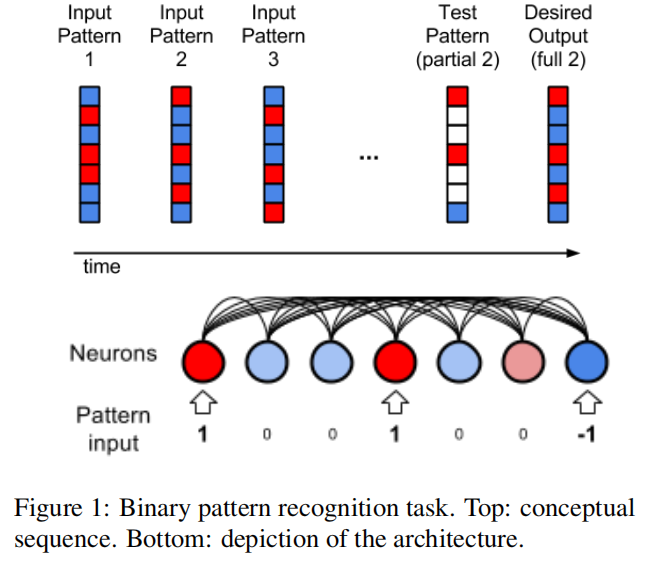 Input Pattern 1
Input Pattern 2
Input Pattern 3
...
Test Pattern (partial 2)
Desired Output (full 2)
time
Neurons
Pattern input
1 0 0 1 0 0 -1
Figure 1: Binary pattern recognition task. Top: conceptual
sequence. Bottom: depiction of the architecture.